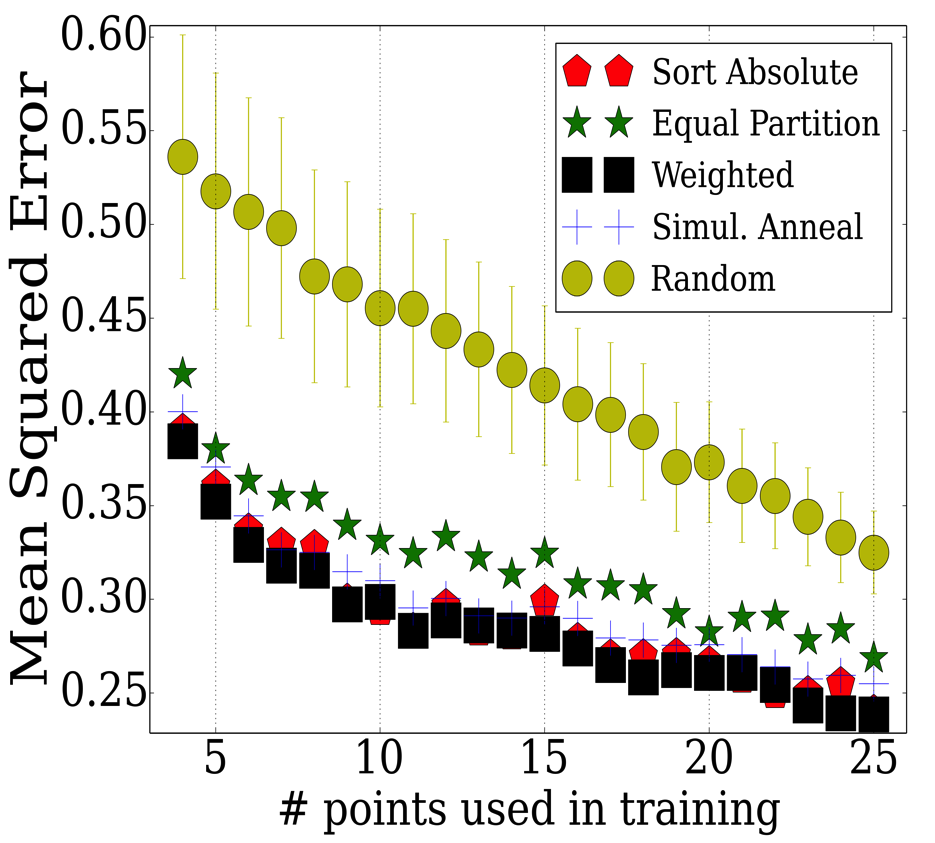 Mean Squared Error
0.60
0.55
0.50
0.45
0.40
0.35
0.30
0.25
Sort Absolute
Equal Partition
Weighted
Simul. Anneal
Random
5 10 15 20 25
# points used in training